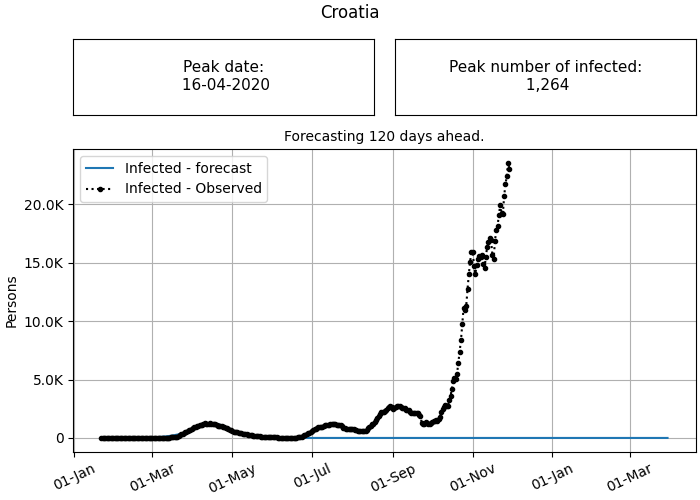 Croatia
Peak date:
16-04-2020
Peak number of infected:
1,264
Forecasting 120 days ahead.
Infected - forecast
Infected - Observed
Persons
20.0K
15.0K
10.0K
5.0K
0
01-Jan
01-Mar
01-May
01-Jul
01-Sep
01-Nov
01-Jan
01-Mar